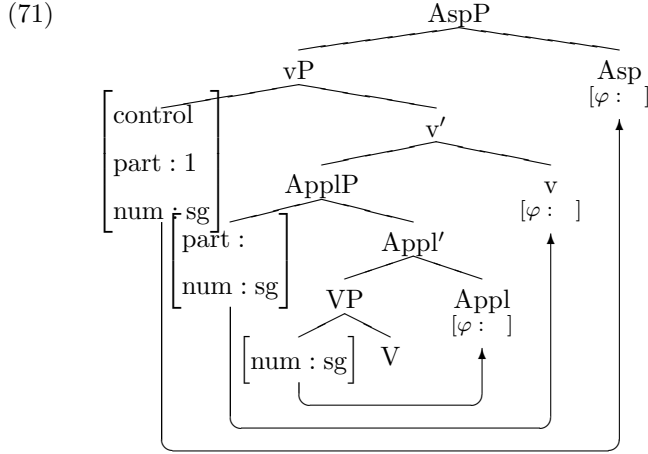 (71)
AspP
vP
Asp
[φ : ]
control
part : 1
num : sg
v′
ApplP
v
[φ : ]
part :
num : sg
Appl′
VP
Appl
[φ : ]
[num : sg]
V